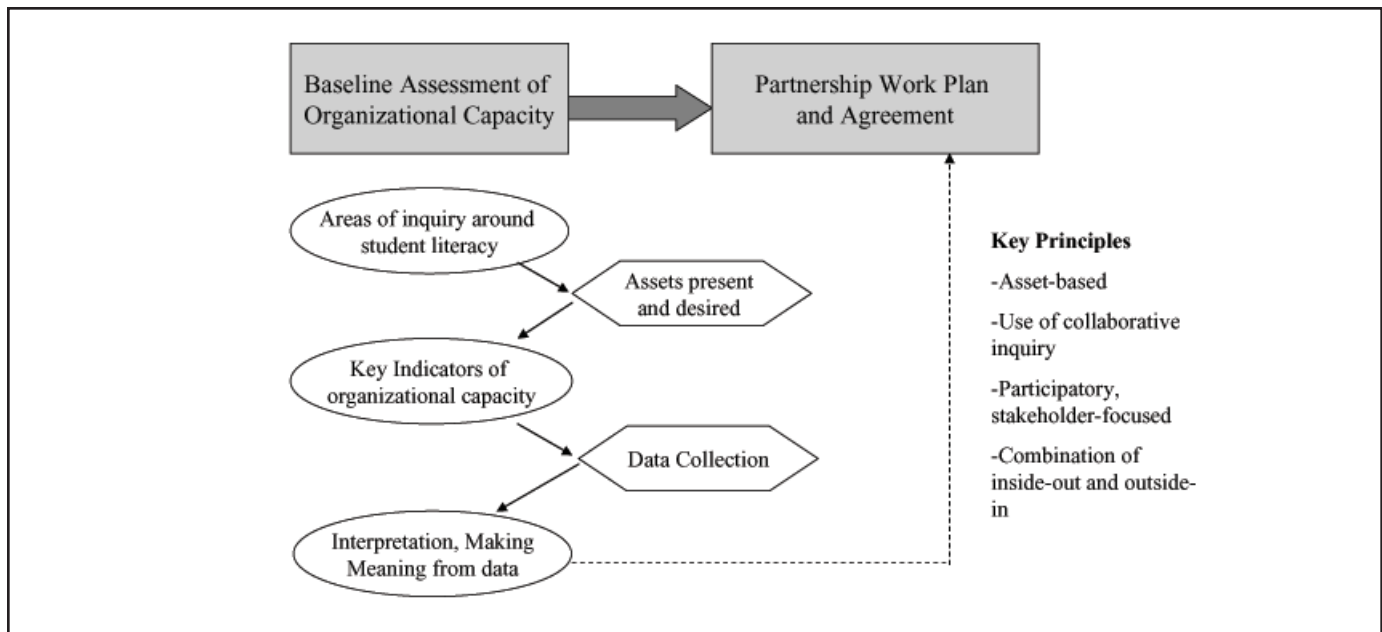 Baseline Assessment of
Organizational Capacity
Partnership Work Plan
and Agreement
Areas of inquiry around
student literacy
Assets present
and desired
Key Indicators of
organizational capacity
Data Collection
Interpretation, Making
Meaning from data
Key Principles
-Asset-based
-Use of collaborative
inquiry
-Participatory,
stakeholder-focused
-Combination of
inside-out and outside-
in